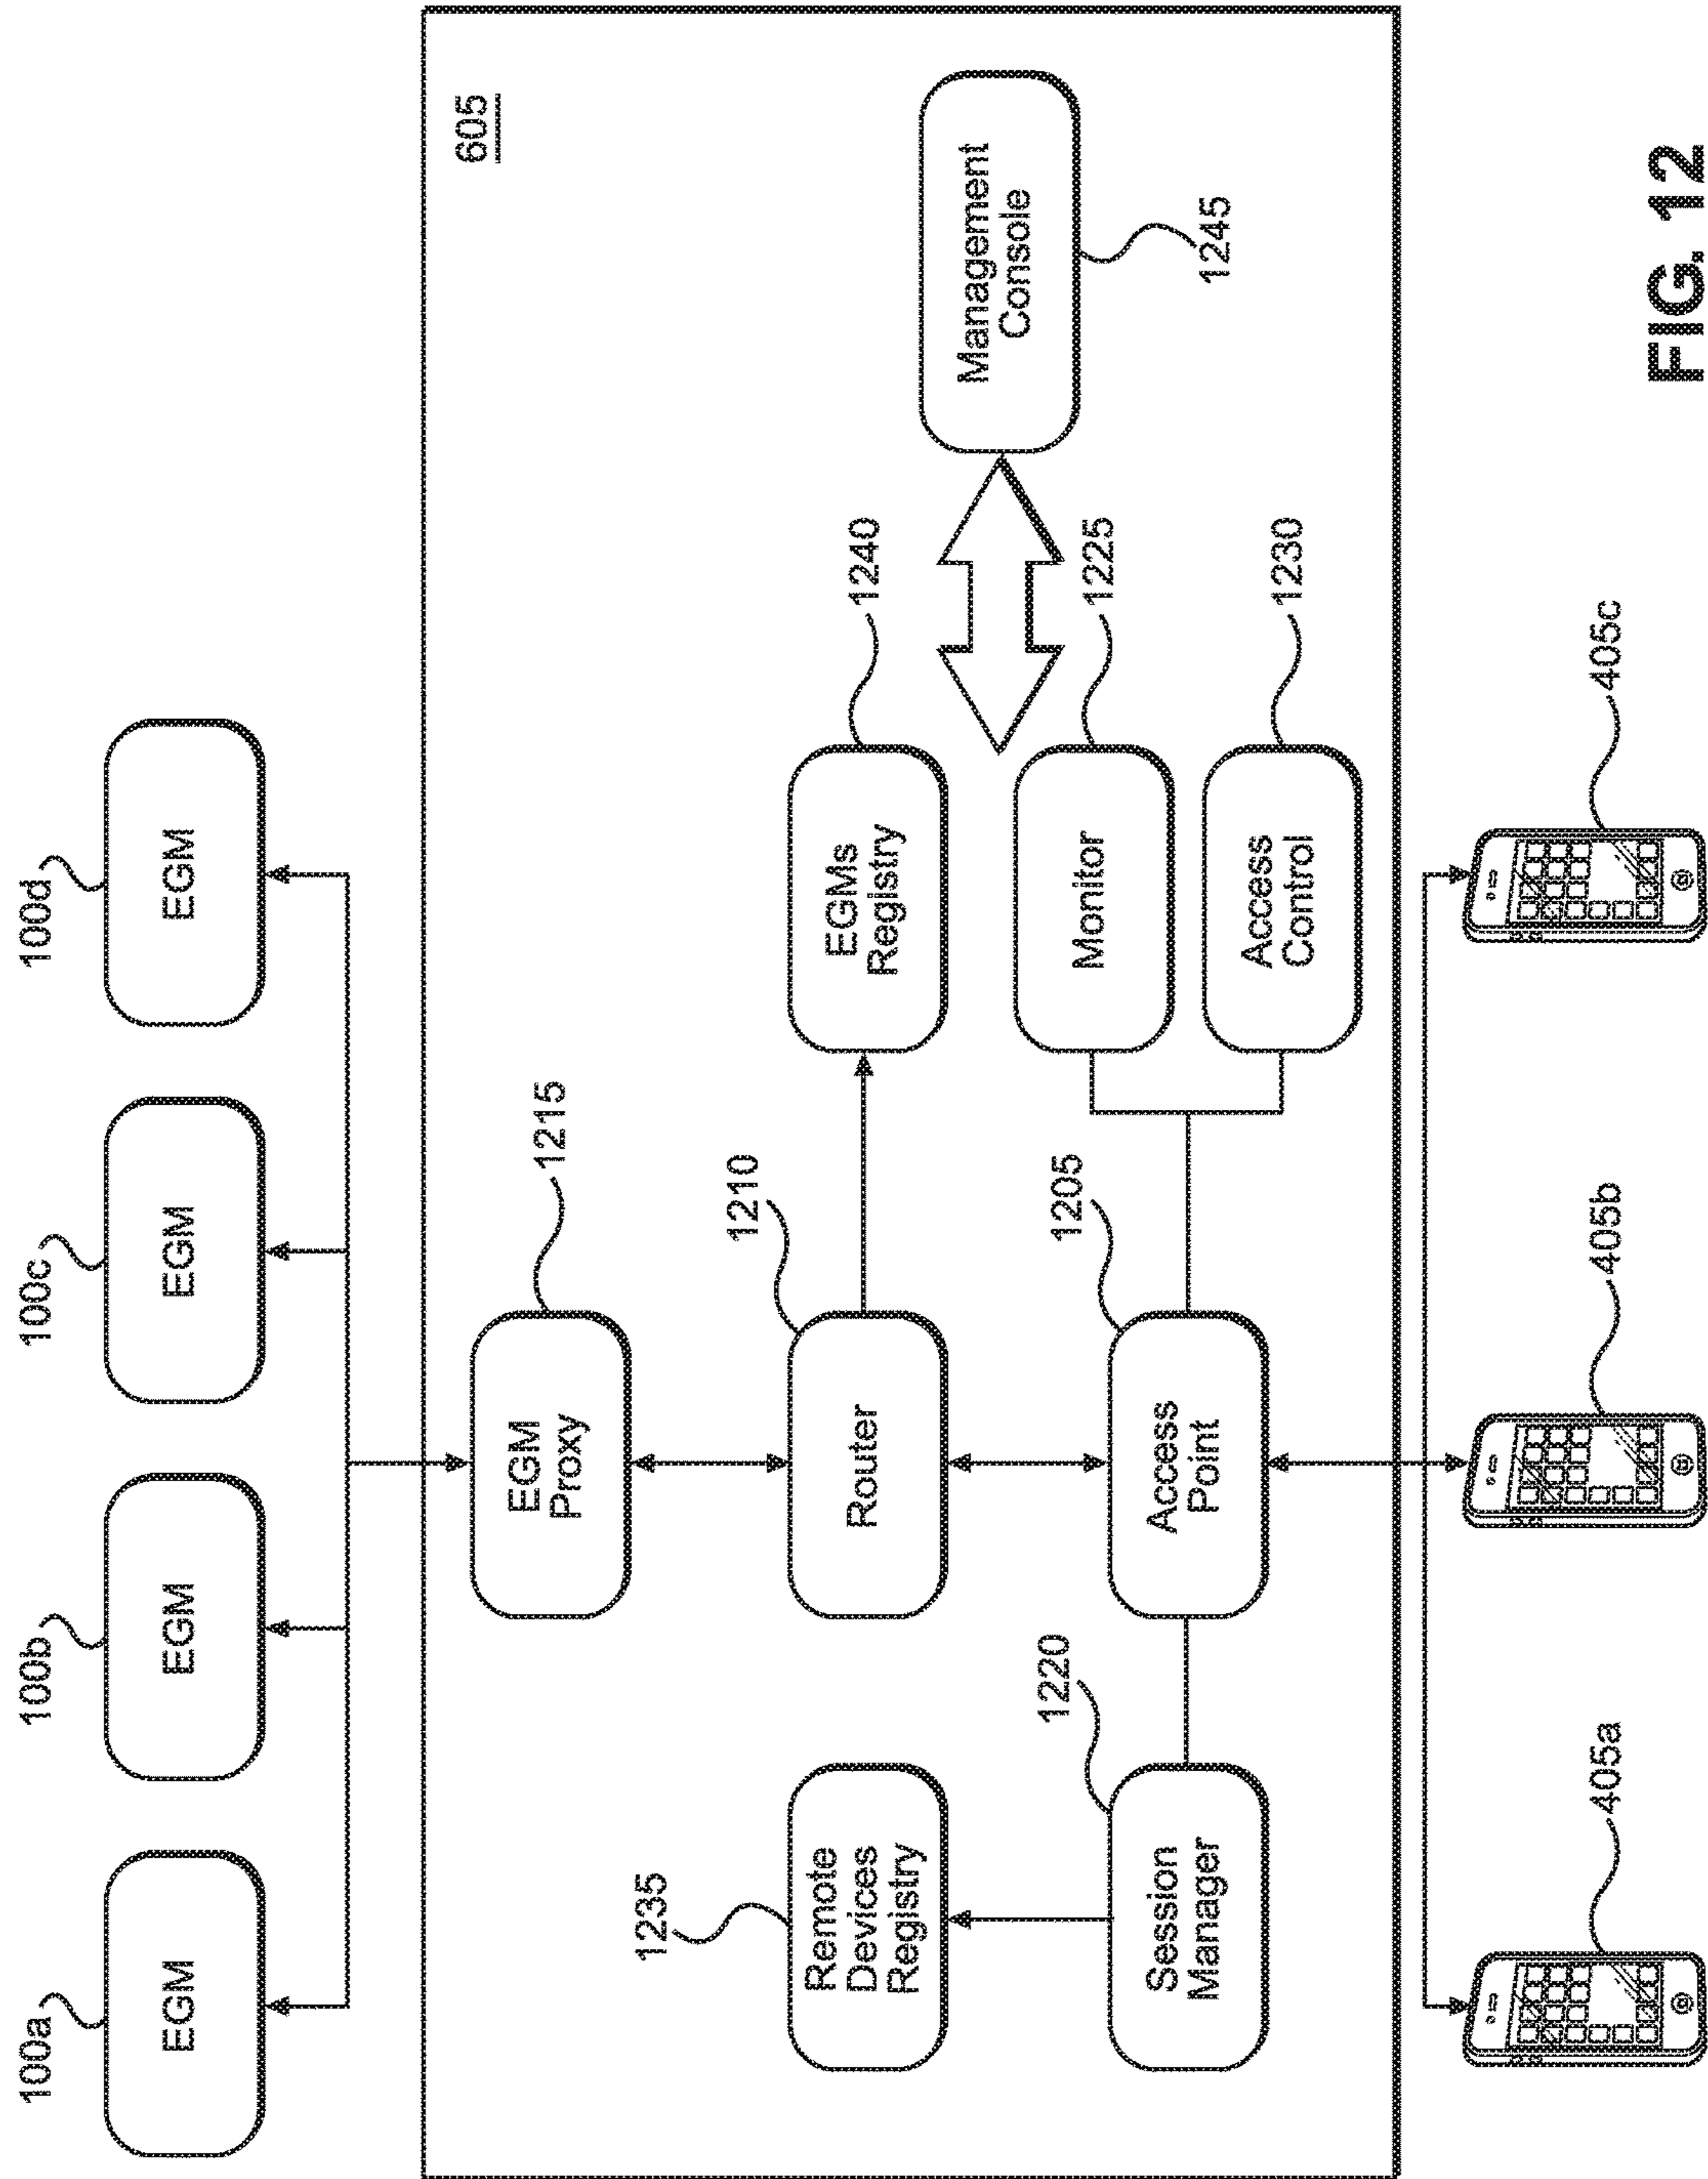 100a
100b
100c
100d
EGM
EGM
EGM
EGM
605
EGM
Proxy
1215
1235
Remote
Devices
Registry
Router
1210
EGMs
Registry
1240
Management
Console
1245
Session
Manager
1220
Access
Point
1205
Monitor
1225
Access
Control
1230
405a
405b
405c
FIG. 12